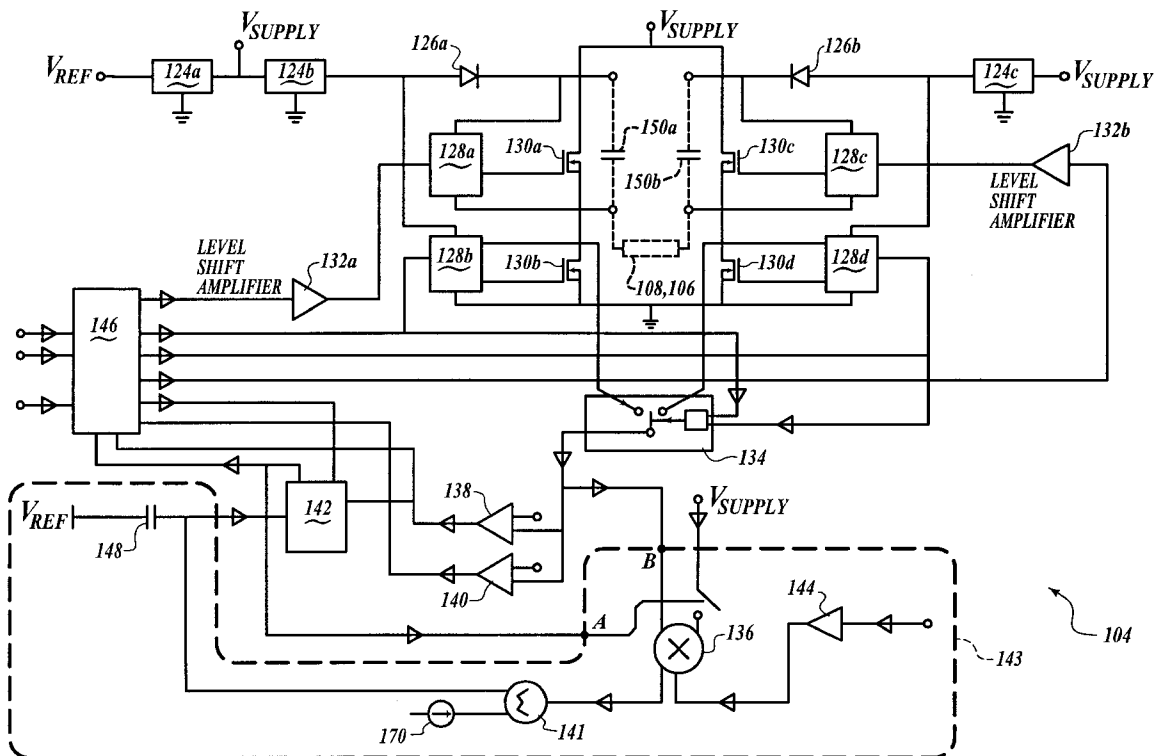 V_SUPPLY
V_REF
124a
124b
126a
V_SUPPLY
126b
124c
V_SUPPLY
132b
128a
130a
150a
150b
130c
128c
LEVEL
SHIFT
AMPLIFIER
LEVEL
SHIFT
AMPLIFIER
132a
128b
130b
108,106
130d
128d
146
134
V_REF
148
142
138
140
V_SUPPLY
B
A
136
144
143
104
170
141